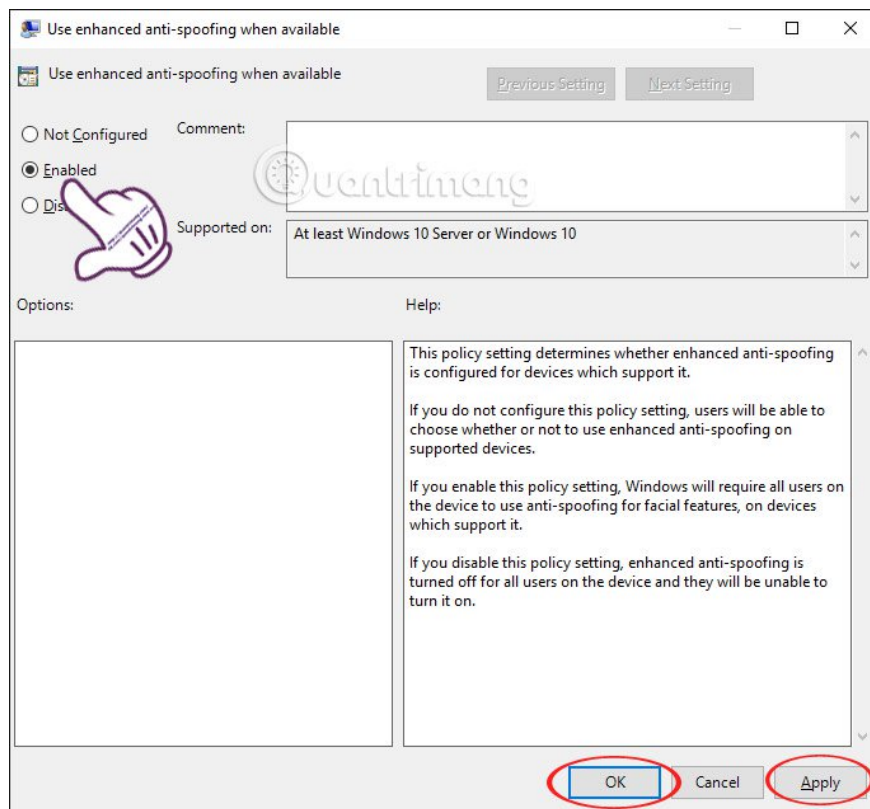 Use enhanced anti-spoofing when available
Use enhanced anti-spoofing when available
Previous Setting
Next Setting
Not Configured
Comment:
Enabled
Quantrimang
Supported on:
At least Windows 10 Server or Windows 10
Options:
Help:
This policy setting determines whether enhanced anti-spoofing
is configured for devices which support it.
If you do not configure this policy setting, users will be able to
choose whether or not to use enhanced anti-spoofing on
supported devices.
If you enable this policy setting, Windows will require all users on
the device to use anti-spoofing for facial features, on devices
which support it.
If you disable this policy setting, enhanced anti-spoofing is
turned off for all users on the device and they will be unable to
turn it on.
OK
Cancel
Apply